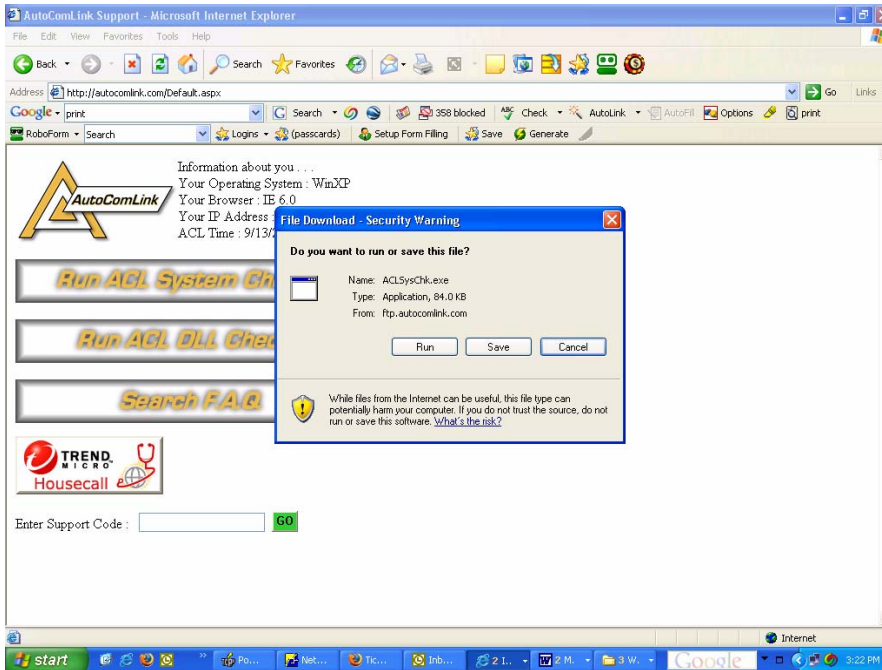 AutoComLink Support - Microsoft Internet Explorer
File Edit View Favorites Tools Help
Back Search Favorites
Address http://autocomlink.com/Default.aspx Go Links
Google print Search 358 blocked Check AutoLink AutoFill Options print
RoboForm Search Logins (passcards) Setup Form Filling Save Generate
AutoComLink
Information about you . . .
Your Operating System : WinXP
Your Browser : IE 6.0
Your IP Address :
ACL Time : 9/13/
Run ACL System Ch
Run ACL DLL Chec
Search F.A.Q
File Download - Security Warning
Do you want to run or save this file?
Name: ACLSysChk.exe
Type: Application, 84.0 KB
From: ftp.autocomlink.com
Run Save Cancel
While files from the Internet can be useful, this file type can
potentially harm your computer. If you do not trust the source, do not
run or save this software. What's the risk?
TREND
MICRO
Housecall
Enter Support Code : GO
Internet
start Po... Net... Tic... Inb... 2 I... 2 M. 3 W. Google 3:22 PM